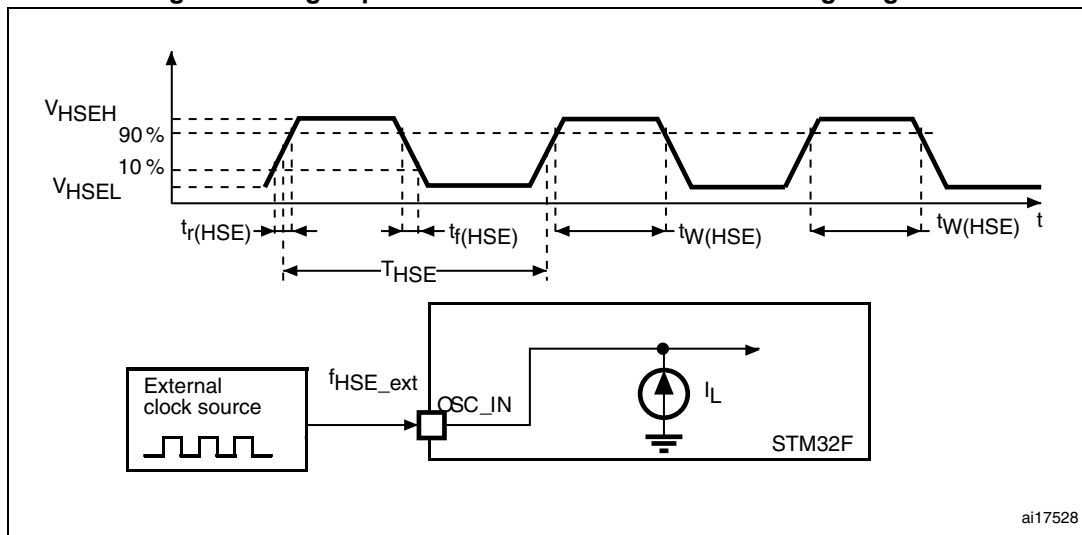 VHSEH
90 %
10 %
VHSEL
tr(HSE)
tf(HSE)
tW(HSE)
tW(HSE)
t
THSE
External
clock source
fHSE_ext
OSC_IN
IL
STM32F
ai17528